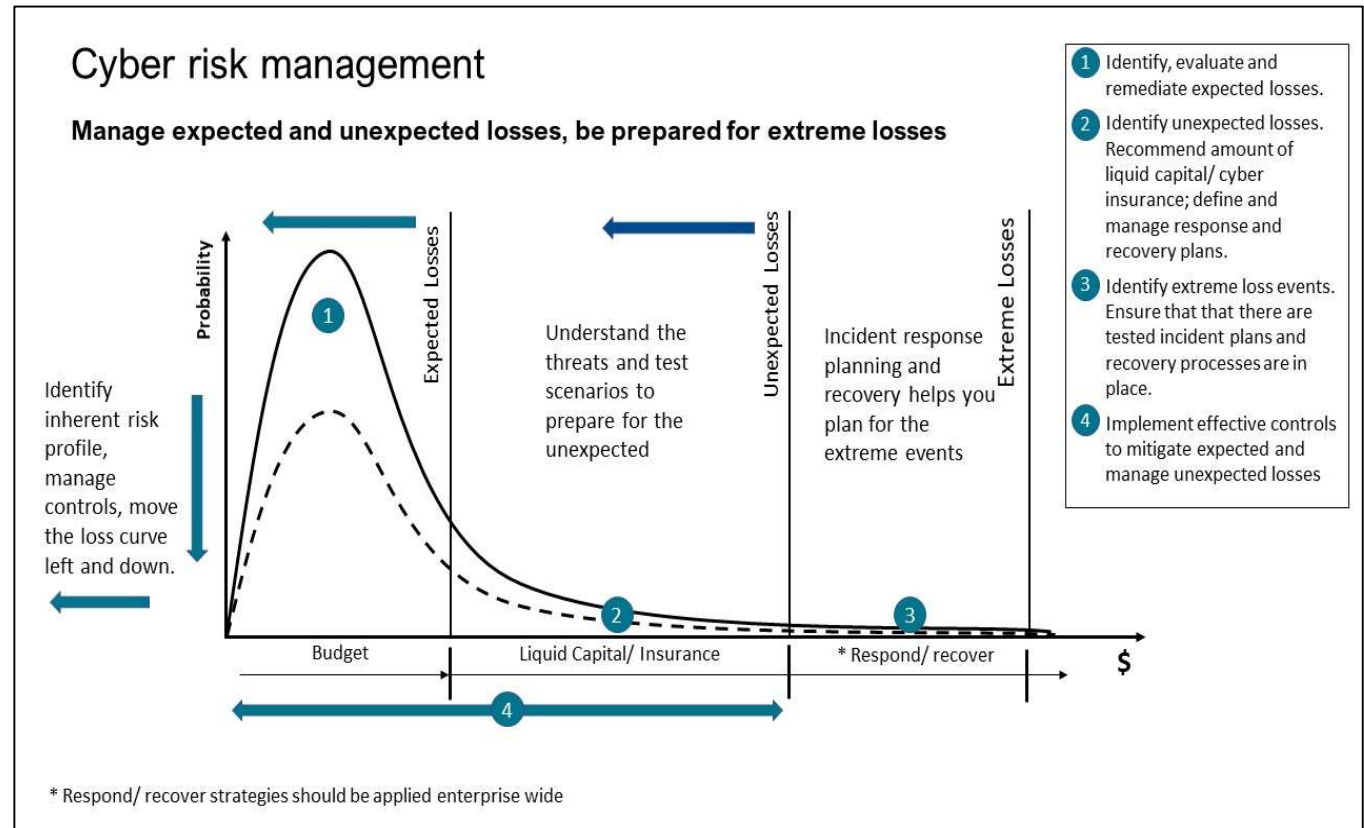 Cyber risk management
Manage expected and unexpected losses, be prepared for extreme losses
1 Identify, evaluate and
remediate expected losses.
2 Identify unexpected losses.
Recommend amount of
liquid capital/ cyber
insurance; define and
manage response and
recovery plans.
3 Identify extreme loss events.
Ensure that that there are
tested incident plans and
recovery processes are in
place.
4 Implement effective controls
to mitigate expected and
manage unexpected losses
Identify
inherent risk
profile,
manage
controls, move
the loss curve
left and down.
Probability
1
Expected Losses
Understand the
threats and test
scenarios to
prepare for the
unexpected
Unexpected Losses
Incident response
planning and
recovery helps you
plan for the
extreme events
Extreme Losses
2
3
Budget
Liquid Capital/ Insurance
* Respond/ recover
$
4
* Respond/ recover strategies should be applied enterprise wide